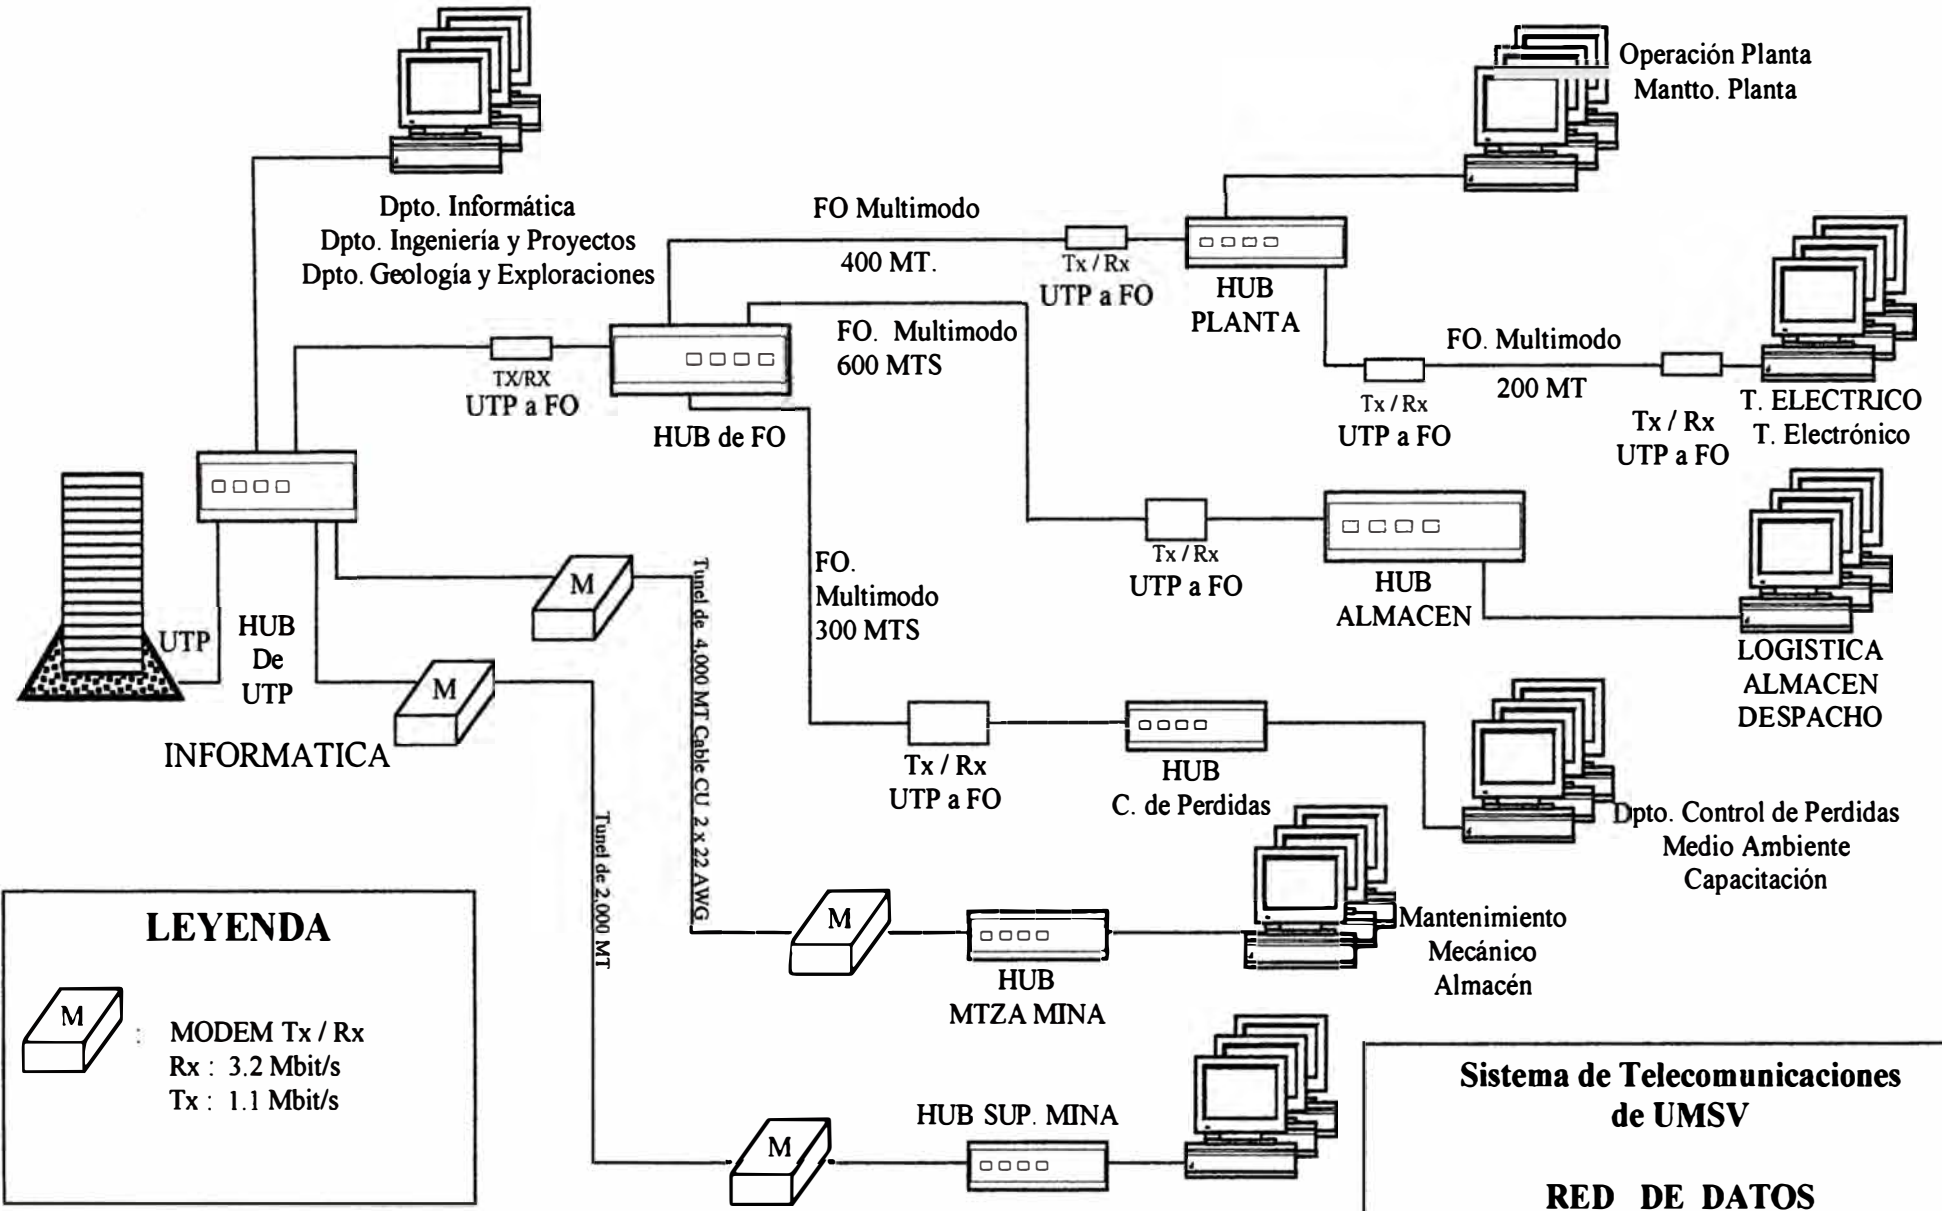 Operación Planta
Mantto. Planta
Dpto. Informática
Dpto. Ingeniería y Proyectos
Dpto. Geología y Exploraciones
FO Multimodo
400 MT.
Tx / Rx
UTP a FO
HUB
PLANTA
FO. Multimodo
600 MTS
TX/RX
UTP a FO
HUB de FO
FO. Multimodo
200 MT
Tx / Rx
UTP a FO
Tx / Rx
UTP a FO
T. ELECTRICO
T. Electrónico
Tx / Rx
UTP a FO
HUB
ALMACEN
LOGISTICA
ALMACEN
DESPACHO
UTP
HUB
De
UTP
INFORMATICA
M
M
Tunel de 4,000 MT Cable CU 2 x 22 AWG
Tunel de 2,000 MT
FO.
Multimodo
300 MTS
Tx / Rx
UTP a FO
HUB
C. de Perdidas
Dpto. Control de Perdidas
Medio Ambiente
Capacitación
M
HUB
MTZA MINA
Mantenimiento
Mecánico
Almacén
M
HUB SUP. MINA
LEYENDA
M
: MODEM Tx / Rx
Rx : 3.2 Mbit/s
Tx : 1.1 Mbit/s
Sistema de Telecomunicaciones
de UMSV
RED DE DATOS